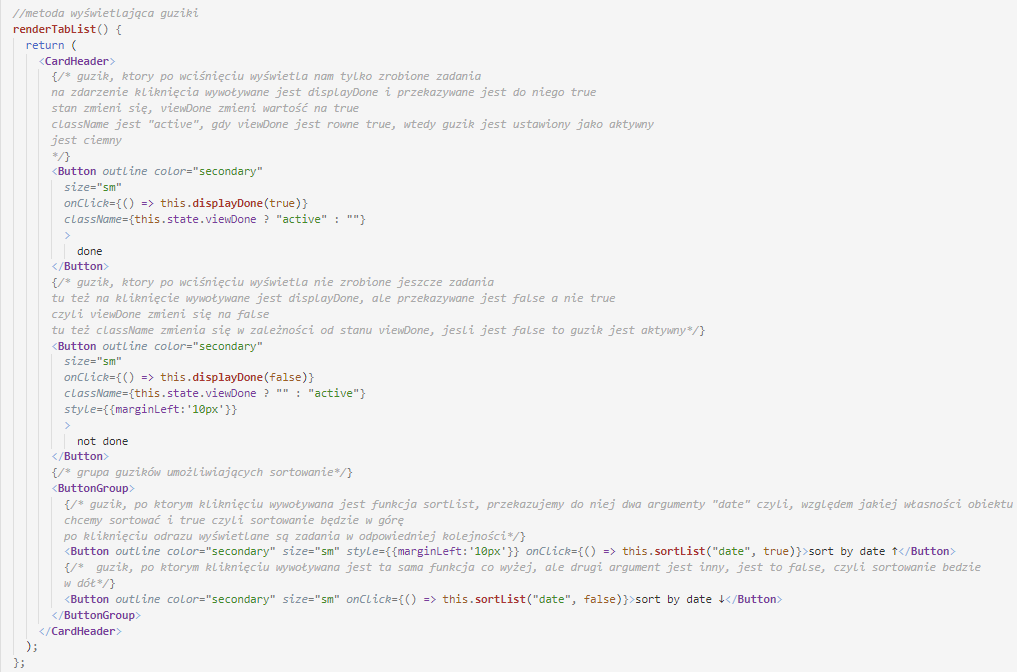 //metoda wyświetlająca guziki
renderTabList() {
return (
<CardHeader>
{/* guzik, ktory po wciśnięciu wyświetla nam tylko zrobione zadania
na zdarzenie kliknięcia wywoływane jest displayDone i przekazywane jest do niego true
stan zmieni się, viewDone zmieni wartość na true
className jest "active", gdy viewDone jest rowne true, wtedy guzik jest ustawiony jako aktywny
jest ciemny
*/}
<Button outline color="secondary"
size="sm"
onClick={() => this.displayDone(true)}
className={this.state.viewDone ? "active" : ""}
>
done
</Button>
{/* guzik, ktory po wciśnięciu wyświetla nie zrobione jeszcze zadania
tu też na kliknięcie wywoływane jest displayDone, ale przekazywane jest false a nie true
czyli viewDone zmieni się na false
tu też className zmienia się w zależności od stanu viewDone, jesli jest false to guzik jest aktywny*/}
<Button outline color="secondary"
size="sm"
onClick={() => this.displayDone(false)}
className={this.state.viewDone ? "" : "active"}
style={{marginLeft:'10px'}}
>
not done
</Button>
{/* grupa guzików umożliwiających sortowanie*/}
<ButtonGroup>
{/* guzik, po ktorym kliknięciu wywoływana jest funkcja sortList, przekazujemy do niej dwa argumenty "date" czyli, względem jakiej własności obiektu
chcemy sortować i true czyli sortowanie będzie w górę
po kliknięciu odrazu wyświetlane są zadania w odpowiedniej kolejności*/}
<Button outline color="secondary" size="sm" style={{marginLeft:'10px'}} onClick={() => this.sortList("date", true)}>sort by date ↑</Button>
{/*  guzik, po ktorym kliknięciu wywoływana jest ta sama funkcja co wyżej, ale drugi argument jest inny, jest to false, czyli sortowanie bedzie
w dół*/}
<Button outline color="secondary" size="sm" onClick={() => this.sortList("date", false)}>sort by date ↓</Button>
</ButtonGroup>
</CardHeader>
);
};